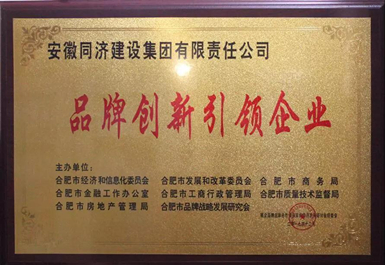 安徽同济建设集团有限责任公司
品牌创新引领企业
主办单位：
合肥市经济和信息化委员会 合肥市发展和改革委员会 合肥市商务局
合肥市金融工作办公室 合肥市工商行政管理局 合肥市质量技术监督局
合肥市房地产管理局 合肥市品牌战略发展研究会